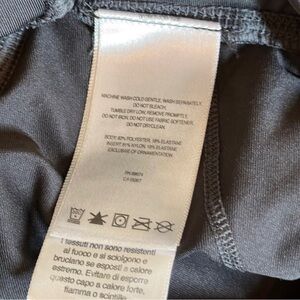 MACHINE WASH COLD GENTLE, WASH SEPARATELY.
DO NOT BLEACH.
TUMBLE DRY LOW, REMOVE PROMPTLY.
DO NOT IRON. DO NOT USE FABRIC SOFTENER.
DO NOT DRYCLEAN.
BODY: 82% POLYESTER, 18% ELASTANE
INSERT: 81% NYLON, 19% ELASTANE
EXCLUSIVE OF ORNAMENTATION.
I tessuti non sono resistenti
al fuoco e si sciolgono e
bruciano se esposti a calore
estremo. Evitare di esporre
questo capo a calore forte,
fiamma o scintille